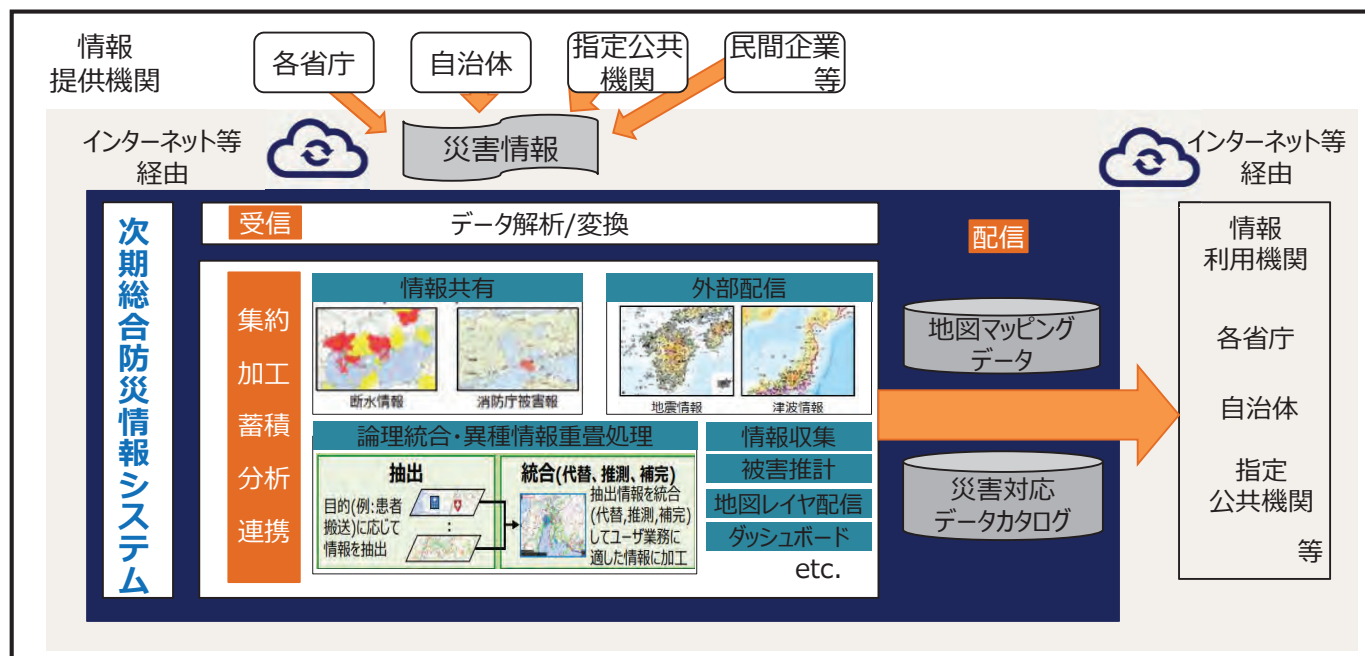 情報
提供機関
各省庁
自治体
指定公共
機関
民間企業
等
インターネット等
経由
災害情報
インターネット等
経由
次期総合防災情報システム
受信
データ解析/変換
配信
集約
加工
蓄積
分析
連携
情報共有
断水情報
消防庁被害報
外部配信
地震情報
津波情報
論理統合・異種情報重畳処理
抽出
目的(例:患者
搬送)に応じて
情報を抽出
:
統合(代替、推測、補完)
抽出情報を統合
(代替,推測,補完)
してユーザ業務に
適した情報に加工
情報収集
被害推計
地図レイヤ配信
ダッシュボード
etc.
地図マッピング
データ
災害対応
データカタログ
情報
利用機関
各省庁
自治体
指定
公共機関
等